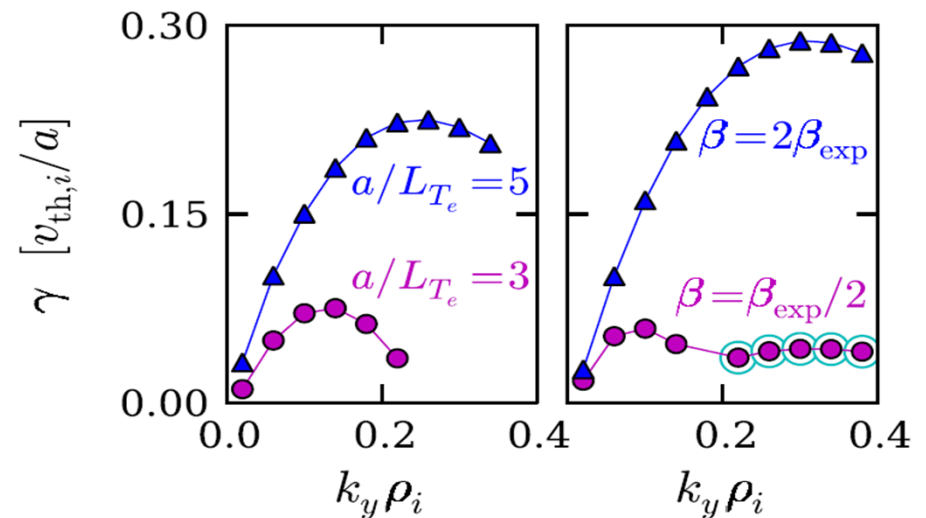 0.30
0.15
0.00
γ [v_th,i/a]
a/L_Te = 5
a/L_Te = 3
0.0 0.2 0.4
k_y ρ_i
β=2β_exp
β=β_exp/2
0.2 0.4
k_y ρ_i